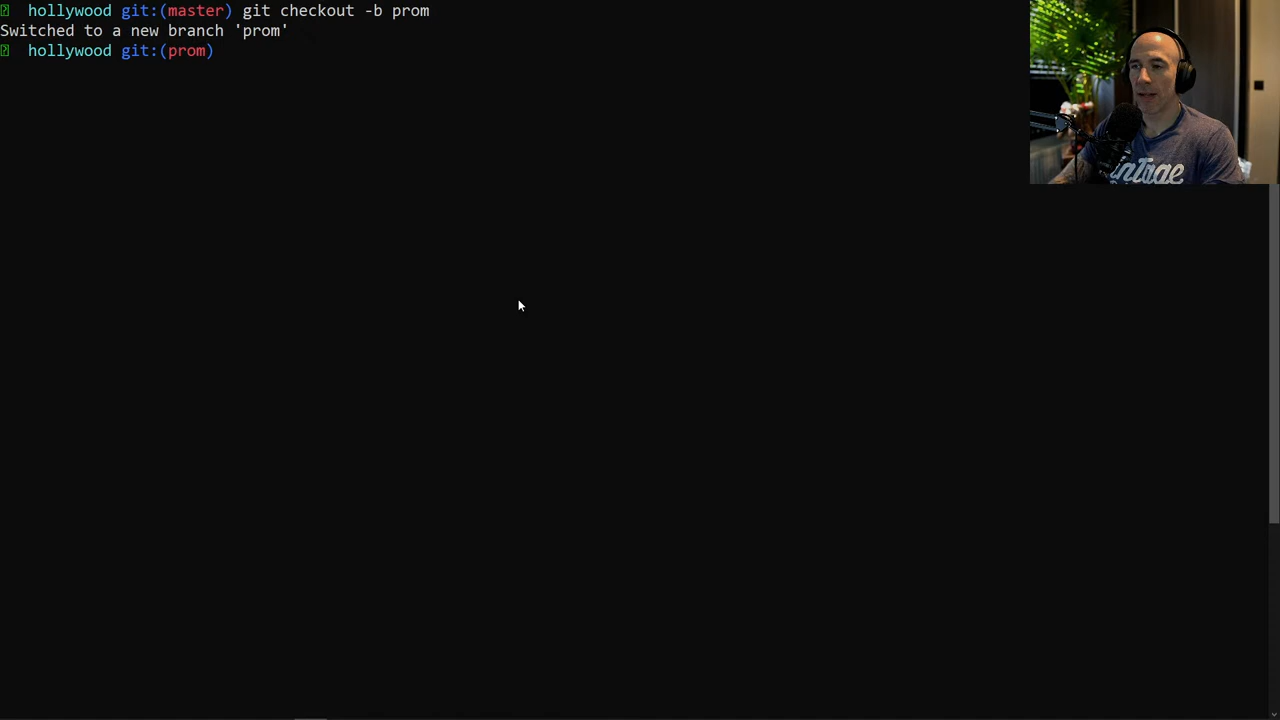 hollywood git:(master) git checkout -b prom
Switched to a new branch 'prom'
hollywood git:(prom)